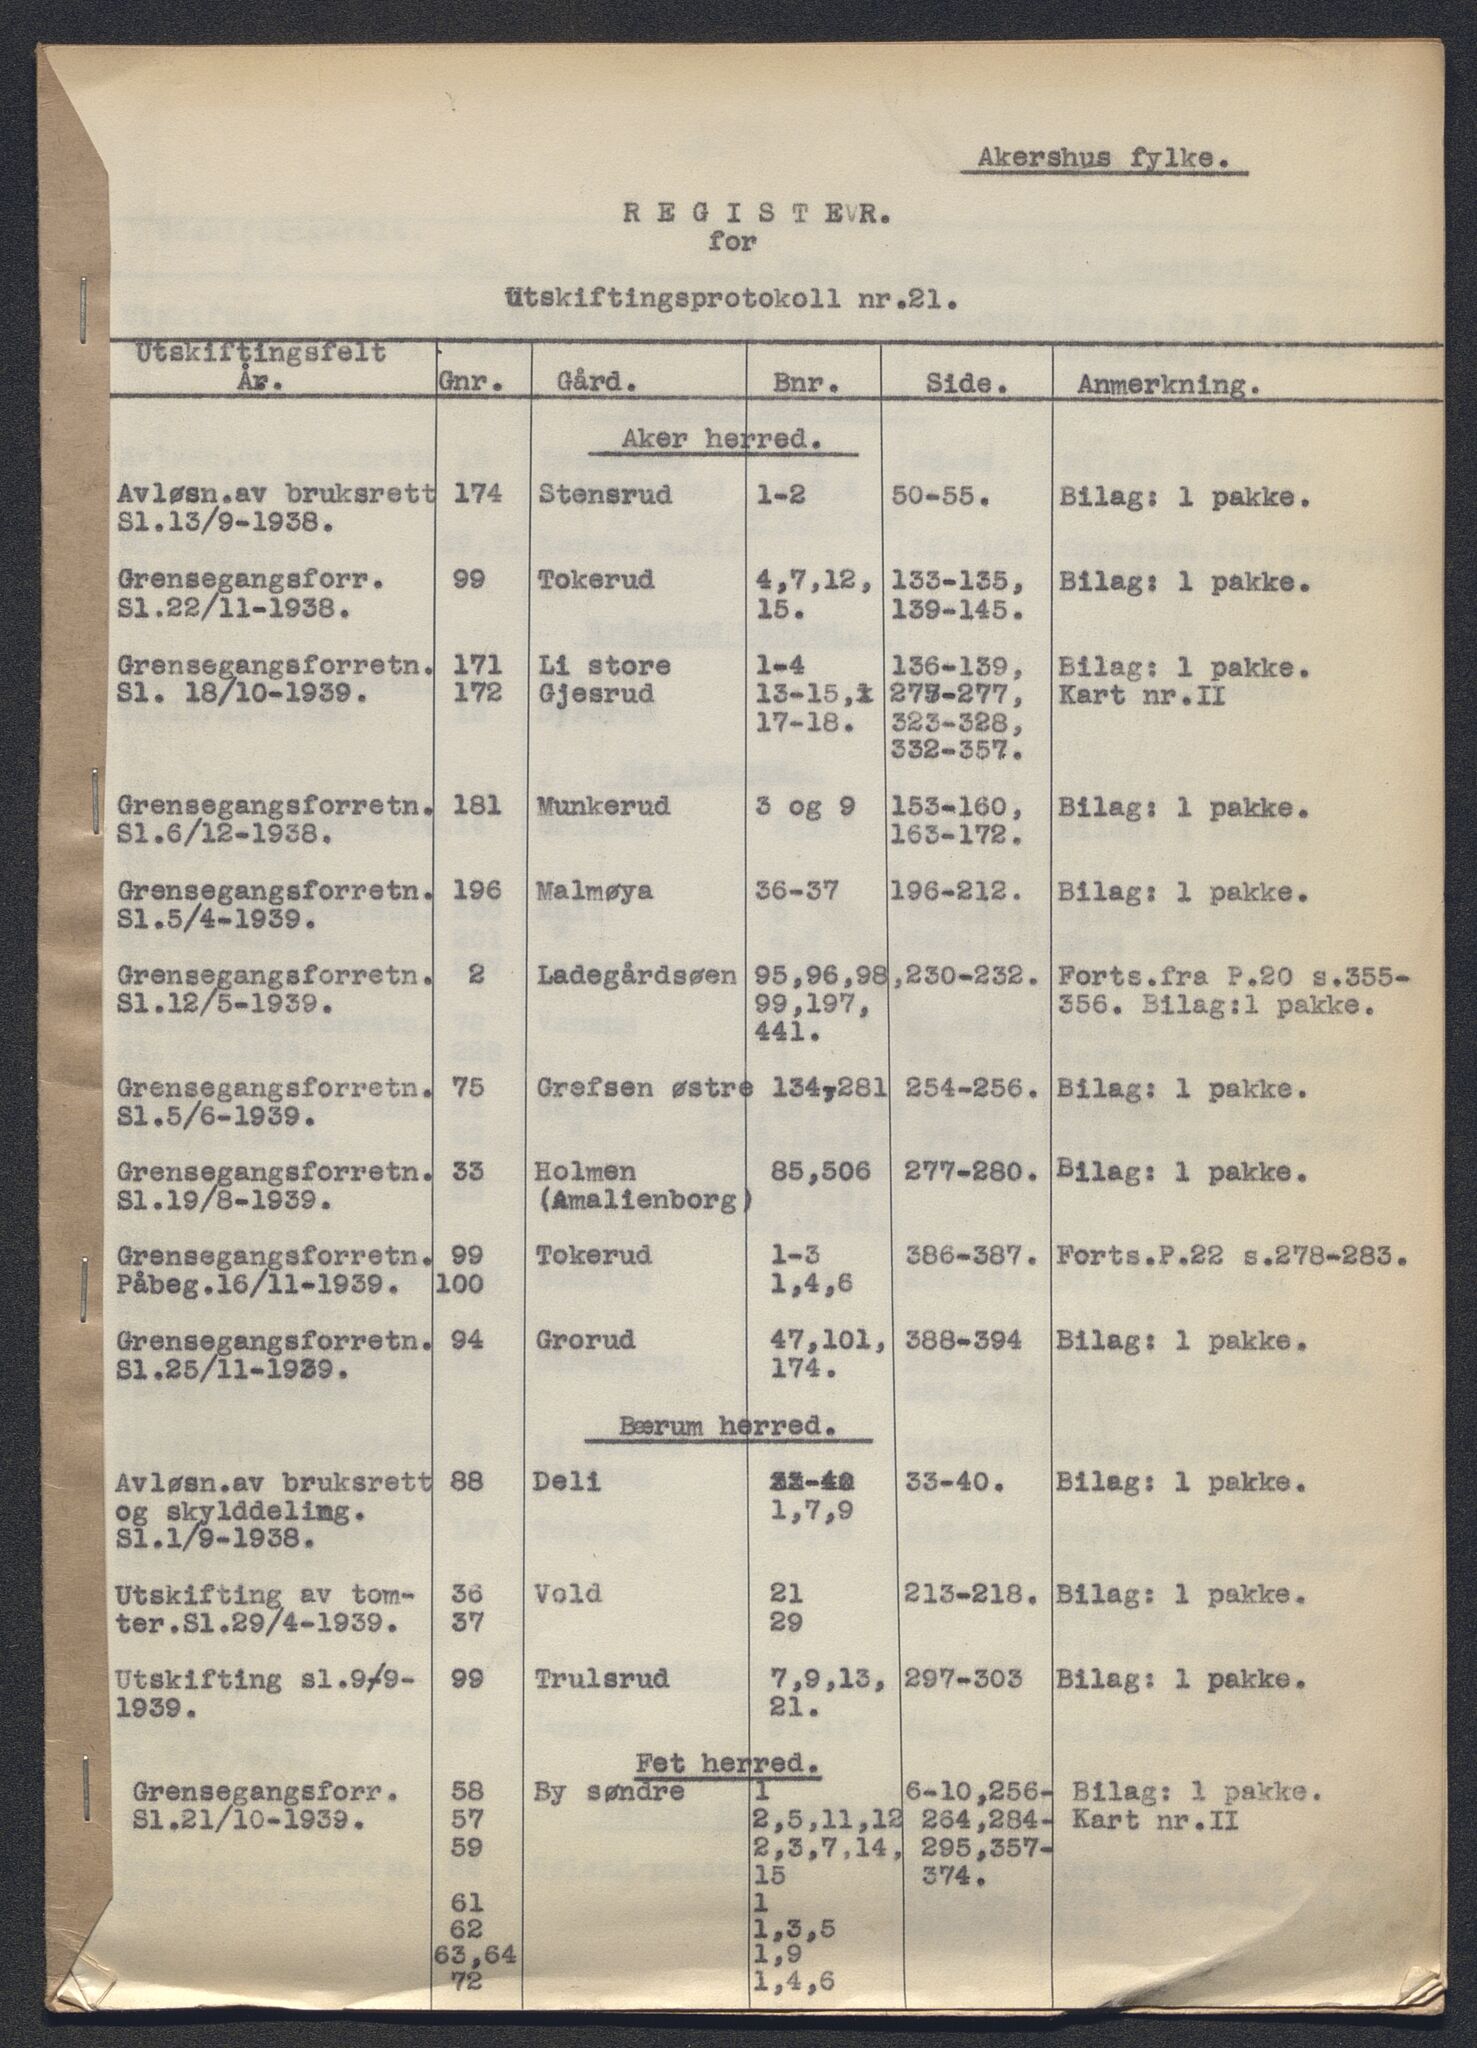 Akershus fylke.
R E G I S T E R.
for
Utskiftingsprotokoll nr.21.
Utskiftingsfelt
År. Gnr. Gård. Bnr. Side. Anmerkning.
Aker herred.
Avløsn.av bruksrett 174 Stensrud 1-2 50-55. Bilag: 1 pakke.
Sl.13/9-1938.
Grensegangsforr. 99 Tokerud 4,7,12, 133-135, Bilag: 1 pakke.
Sl.22/11-1938. 15. 139-145.
Grensegangsforretn. 171 Li store 1-4 136-139, Bilag: 1 pakke.
Sl. 18/10-1939. 172 Gjesrud 13-15, 275-277, Kart nr.II
17-18. 323-328,
332-357.
Grensegangsforretn. 181 Munkerud 3 og 9 153-160, Bilag: 1 pakke.
Sl.6/12-1938. 163-172.
Grensegangsforretn. 196 Malmøya 36-37 196-212. Bilag: 1 pakke.
Sl.5/4-1939.
Grensegangsforretn. 2 Ladegårdsøen 95,96,98, 230-232. Forts.fra P.20 s.355-
Sl.12/5-1939. 99,197, 356. Bilag:1 pakke.
441.
Grensegangsforretn. 75 Grefsen østre 134,281 254-256. Bilag: 1 pakke.
Sl.5/6-1939.
Grensegangsforretn. 33 Holmen 85,506 277-280. Bilag: 1 pakke.
Sl.19/8-1939. (Amalienborg)
Grensegangsforretn. 99 Tokerud 1-3 386-387. Forts.P.22 s.278-283.
Påbeg.16/11-1939. 100 1,4,6
Grensegangsforretn. 94 Grorud 47,101, 388-394 Bilag: 1 pakke.
Sl.25/11-1939. 174.
Bærum herred.
Avløsn.av bruksrett 88 Deli 33-40. Bilag: 1 pakke.
og skylddeling. 1,7,9
Sl.1/9-1938.
Utskifting av tom- 36 Vold 21 213-218. Bilag: 1 pakke.
ter.Sl.29/4-1939. 37 29
Utskifting sl.9/9- 99 Trulsrud 7,9,13, 297-303 Bilag: 1 pakke.
1939. 21.
Fet herred.
Grensegangsforr. 58 By søndre 1 6-10,256- Bilag: 1 pakke.
Sl.21/10-1939. 57 2,5,11,12 264,284- Kart nr.II
59 2,3,7,14, 295,357-
15 374.
61 1
62 1,3,5
63,64 1,9
72 1,4,6